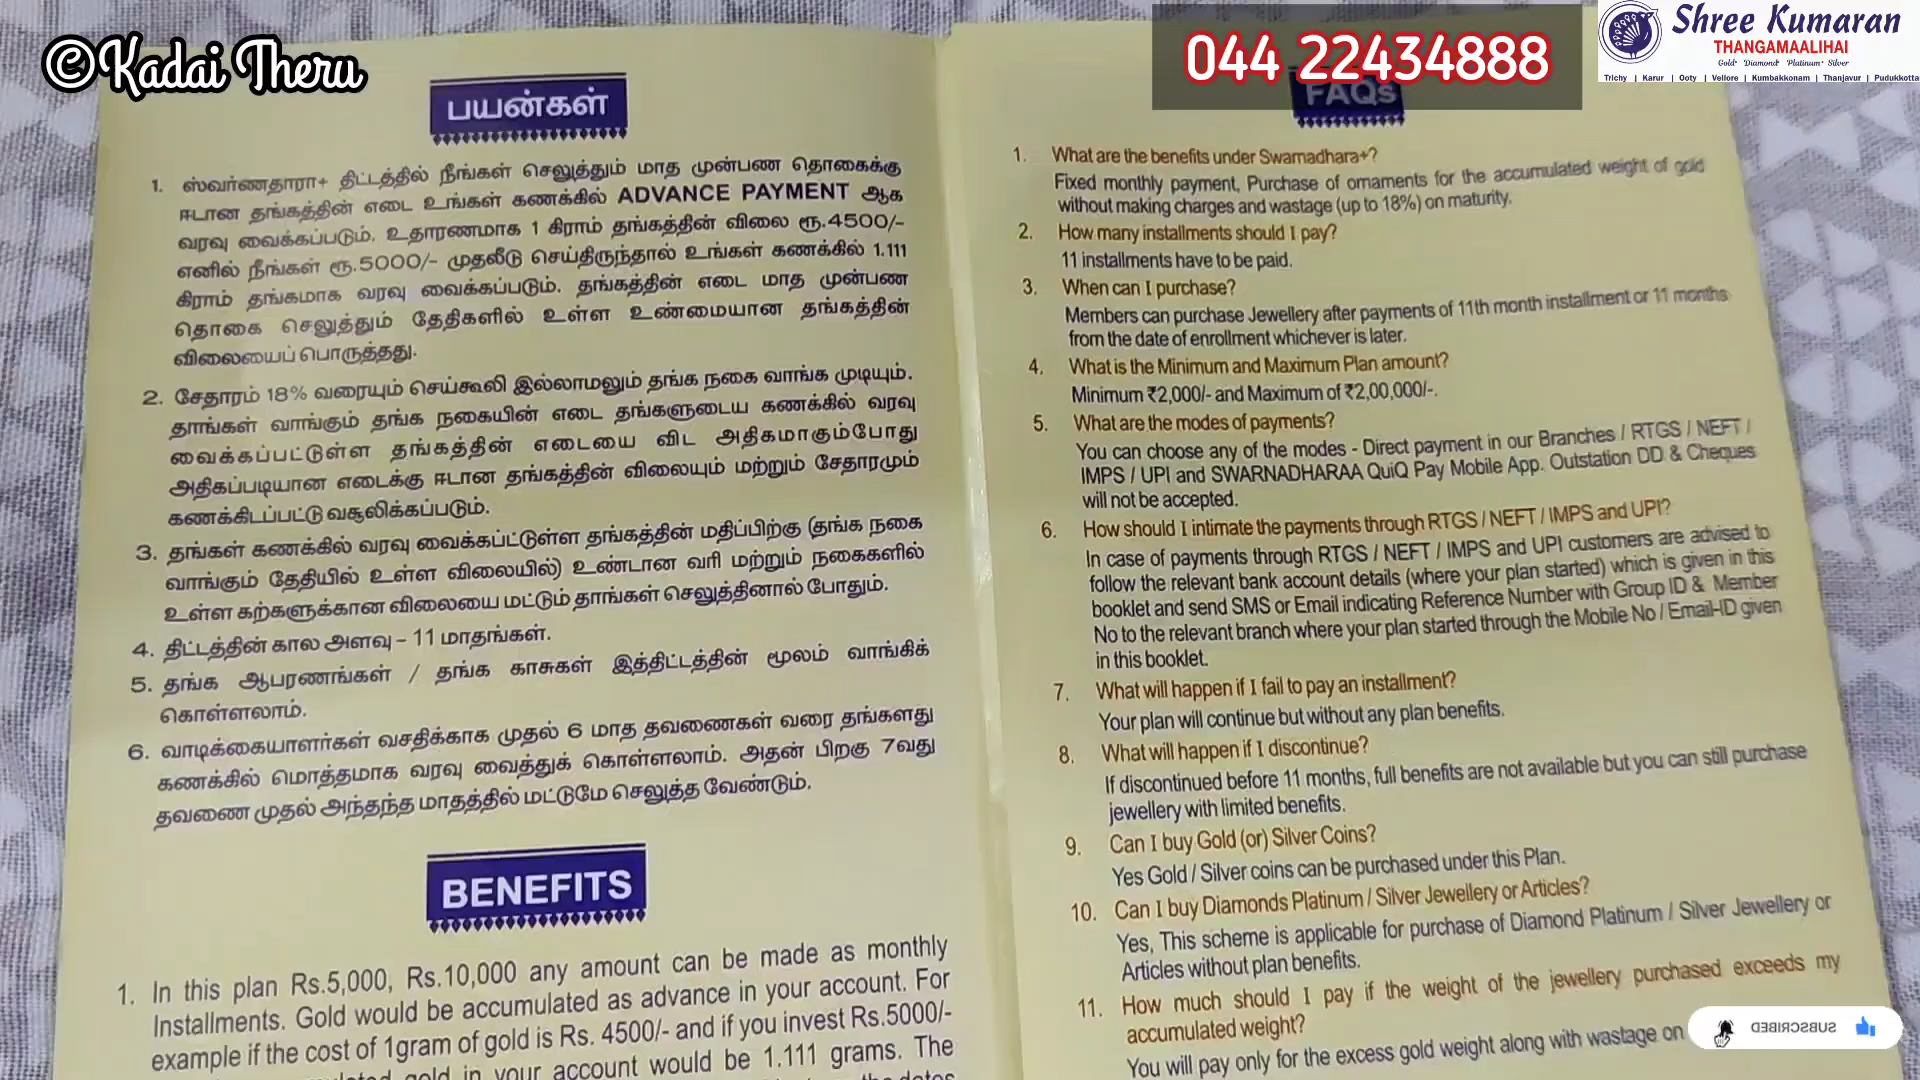 ©Kadai Theru
044 22434888
Shree Kumaran
THANGAMAALIHAI
Gold • Diamond • Platinum • Silver
Trichy | Karur | Ooty | Vellore | Kumbakkonam | Thanjavur | Pudukkotta
பயன்கள்
1. ஸ்வர்ணதாரா+ திட்டத்தில் நீங்கள் செலுத்தும் மாத முன்பண தொகைக்கு
ஈடான தங்கத்தின் எடை உங்கள் கணக்கில் ADVANCE PAYMENT ஆக
வரவு வைக்கப்படும். உதாரணமாக 1 கிராம் தங்கத்தின் விலை ரூ.4500/-
எனில் நீங்கள் ரூ.5000/- முதலீடு செய்திருந்தால் உங்கள் கணக்கில் 1.111
கிராம் தங்கமாக வரவு வைக்கப்படும். தங்கத்தின் எடை மாத முன்பண
தொகை செலுத்தும் தேதிகளில் உள்ள உண்மையான தங்கத்தின்
விலையைப் பொருத்தது.
2. சேதாரம் 18% வரையும் செய்கூலி இல்லாமலும் தங்க நகை வாங்க முடியும்.
தாங்கள் வாங்கும் தங்க நகையின் எடை தங்களுடைய கணக்கில் வரவு
வைக்கப்பட்டுள்ள தங்கத்தின் எடையை விட அதிகமாகும்போது
அதிகப்படியான எடைக்கு ஈடான தங்கத்தின் விலையும் மற்றும் சேதாரமும்
கணக்கிடப்பட்டு வசூலிக்கப்படும்.
3. தங்கள் கணக்கில் வரவு வைக்கப்ட்டுள்ள தங்கத்தின் மதிப்பிற்கு (தங்க நகை
வாங்கும் தேதியில் உள்ள விலையில்) உண்டான வரி மற்றும் நகைகளில்
உள்ள கற்களுக்கான விலையை மட்டும் தாங்கள் செலுத்தினால் போதும்.
4. திட்டத்தின் கால அளவு – 11 மாதங்கள்.
5. தங்க ஆபரணங்கள் / தங்க காசுகள் இத்திட்டத்தின் மூலம் வாங்கிக்
கொள்ளலாம்.
6. வாடிக்கையாளர்கள் வசதிக்காக முதல் 6 மாத தவணைகள் வரை தங்களது
கணக்கில் மொத்தமாக வரவு வைத்துக் கொள்ளலாம். அதன் பிறகு 7வது
தவணை முதல் அந்தந்த மாதத்தில் மட்டுமே செலுத்த வேண்டும்.
BENEFITS
1. In this plan Rs.5,000, Rs.10,000 any amount can be made as monthly
Installments. Gold would be accumulated as advance in your account. For
example if the cost of 1gram of gold is Rs. 4500/- and if you invest Rs.5000/-
gold in your account would be 1.111 grams. The
FAQs
1. What are the benefits under Swarnadhara+?
Fixed monthly payment, Purchase of ornaments for the accumulated weight of gold
without making charges and wastage (up to 18%) on maturity.
2. How many installments should I pay?
11 installments have to be paid.
3. When can I purchase?
Members can purchase Jewellery after payments of 11th month installment or 11 months
from the date of enrollment whichever is later.
4. What is the Minimum and Maximum Plan amount?
Minimum ₹2,000/- and Maximum of ₹2,00,000/-.
5. What are the modes of payments?
You can choose any of the modes - Direct payment in our Branches / RTGS / NEFT /
IMPS / UPI and SWARNADHARAA QuiQ Pay Mobile App. Outstation DD & Cheques
will not be accepted.
6. How should I intimate the payments through RTGS / NEFT / IMPS and UPI?
In case of payments through RTGS / NEFT / IMPS and UPI customers are advised to
follow the relevant bank account details (where your plan started) which is given in this
booklet and send SMS or Email indicating Reference Number with Group ID & Member
No to the relevant branch where your plan started through the Mobile No / Email-ID given
in this booklet.
7. What will happen if I fail to pay an installment?
Your plan will continue but without any plan benefits.
8. What will happen if I discontinue?
If discontinued before 11 months, full benefits are not available but you can still purchase
jewellery with limited benefits.
9. Can I buy Gold (or) Silver Coins?
Yes Gold / Silver coins can be purchased under this Plan.
10. Can I buy Diamonds Platinum / Silver Jewellery or Articles?
Yes, This scheme is applicable for purchase of Diamond Platinum / Silver Jewellery or
Articles without plan benefits.
11. How much should I pay if the weight of the jewellery purchased exceeds my
accumulated weight?
You will pay only for the excess gold weight along with wastage on
SUBSCRIBED